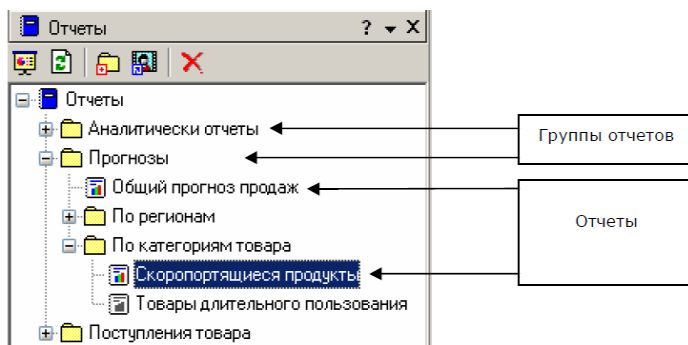 Отчеты ? X
Отчеты
Аналитически отчеты
Группы отчетов
Прогнозы
Общий прогноз продаж
Отчеты
По регионам
По категориям товара
Скоропортящиеся продукты
Товары длительного пользования
Поступления товара